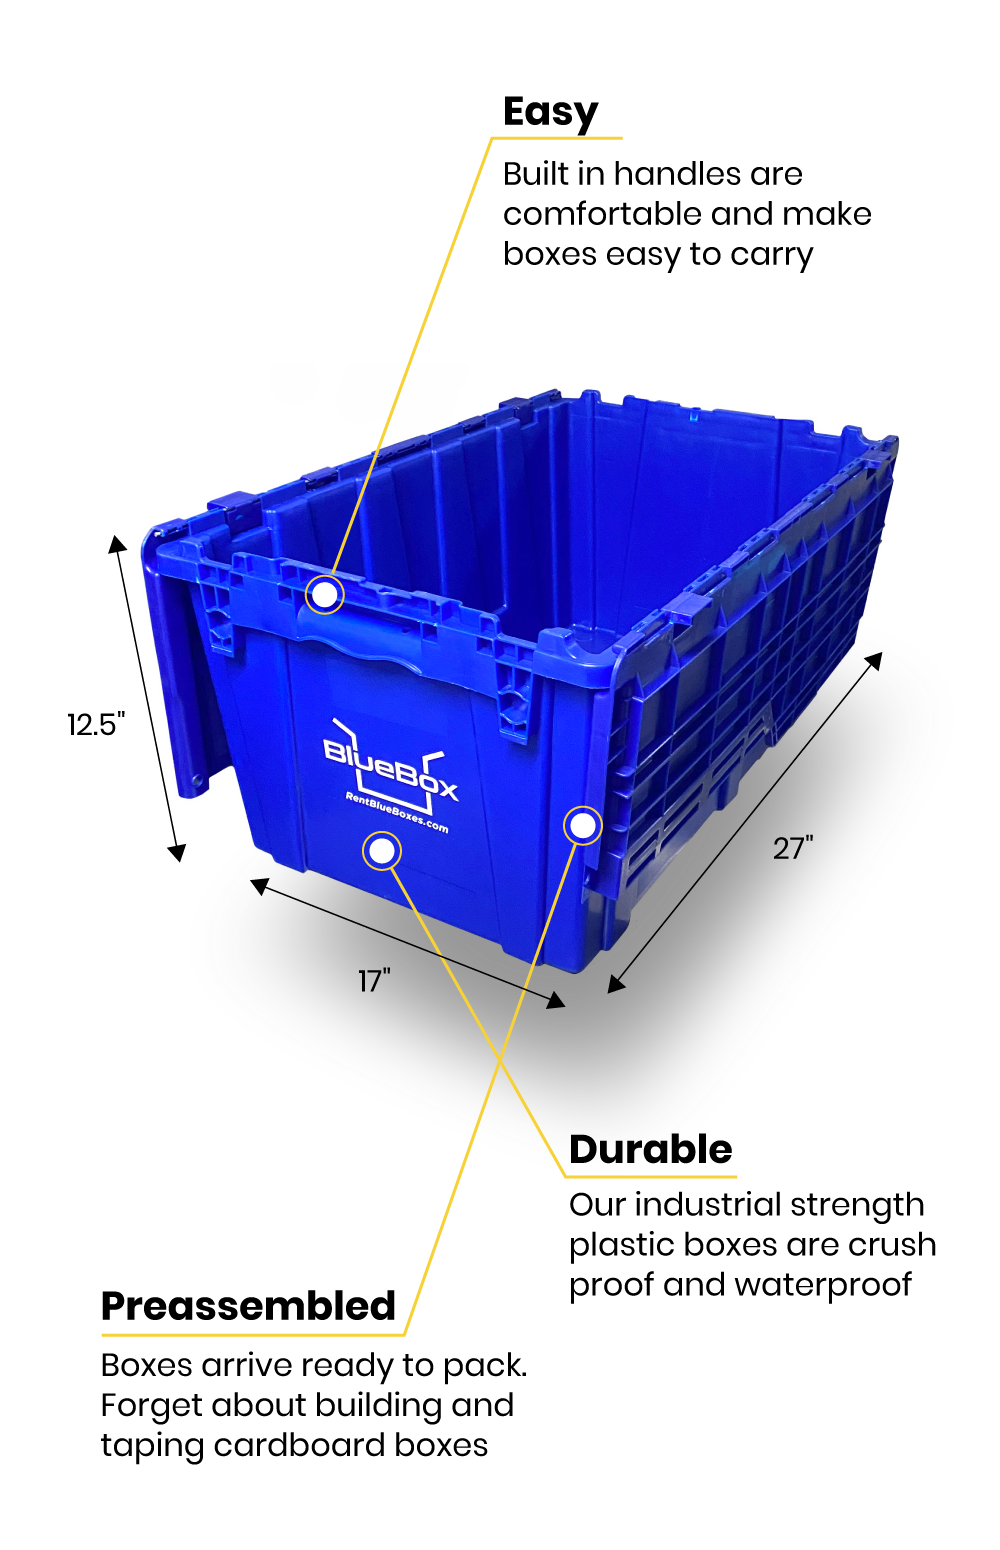 Easy
Built in handles are
comfortable and make
boxes easy to carry
12.5"
BlueBox
RentBlueBoxes.com
27"
17"
Durable
Our industrial strength
plastic boxes are crush
proof and waterproof
Preassembled
Boxes arrive ready to pack.
Forget about building and
taping cardboard boxes